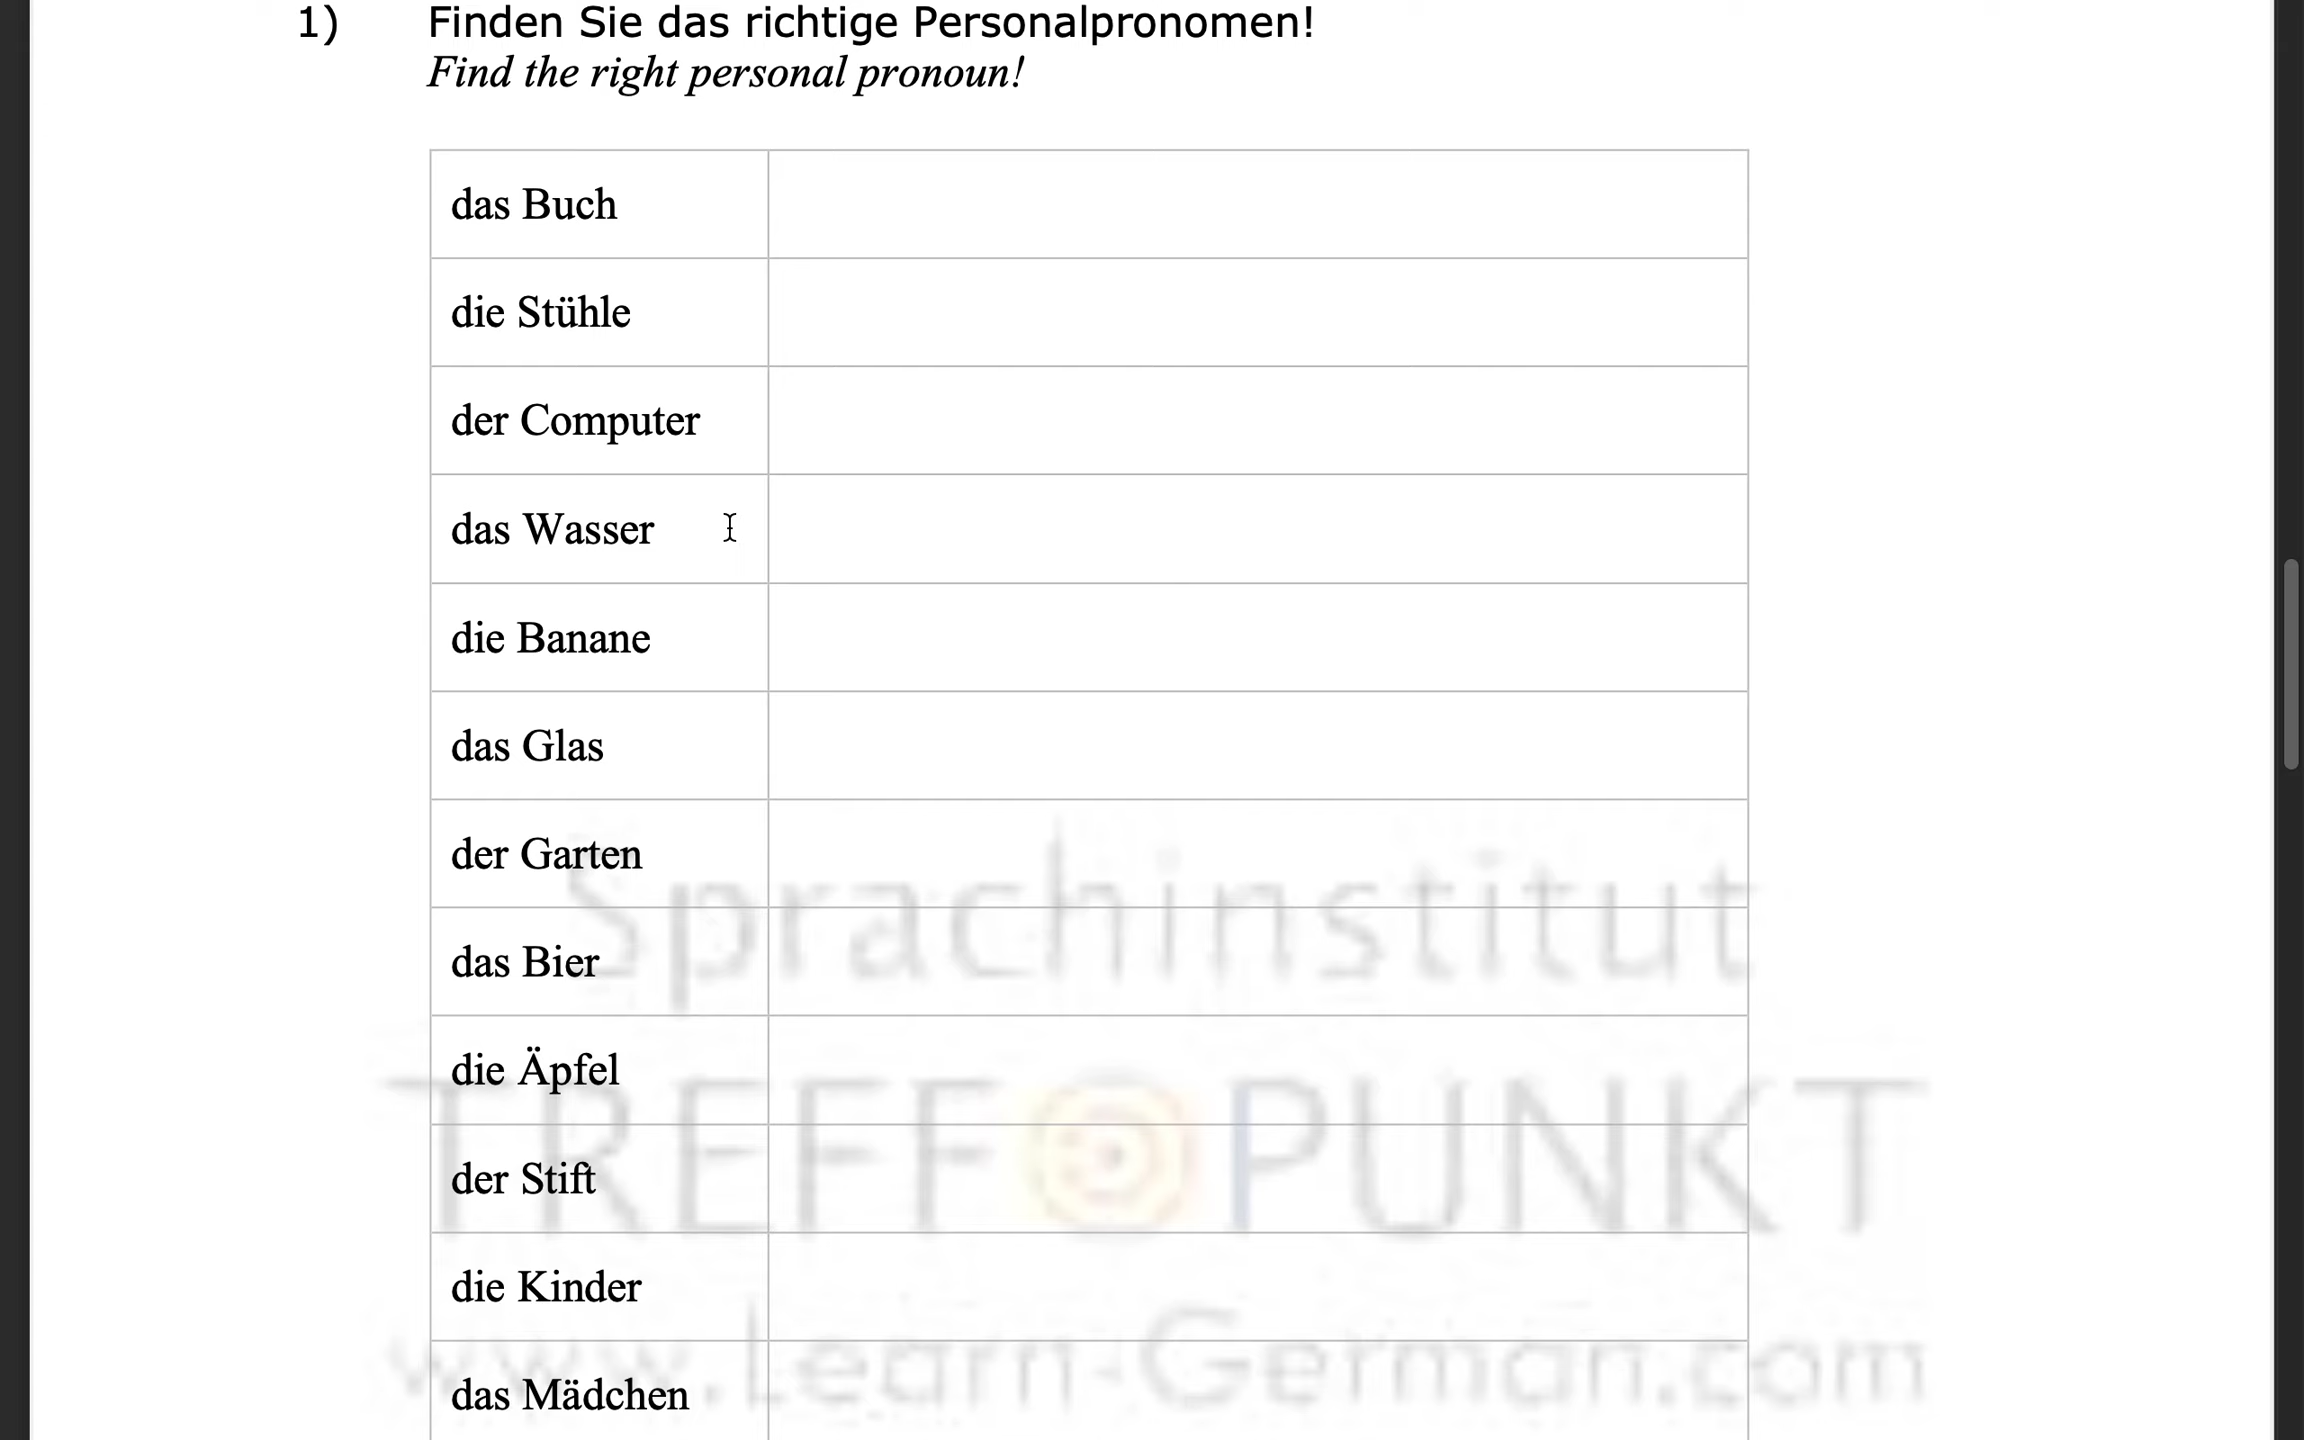 1) Finden Sie das richtige Personalpronomen!
Find the right personal pronoun!
das Buch
die Stühle
der Computer
das Wasser
die Banane
das Glas
der Garten
das Bier
die Äpfel
der Stift
die Kinder
das Mädchen
Sprachinstitut
TREFF PUNKT
www.Learn-German.com